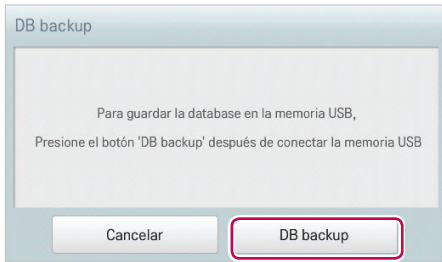 DB backup
Para guardar la database en la memoria USB,
Presione el botón 'DB backup' después de conectar la memoria USB
Cancelar
DB backup